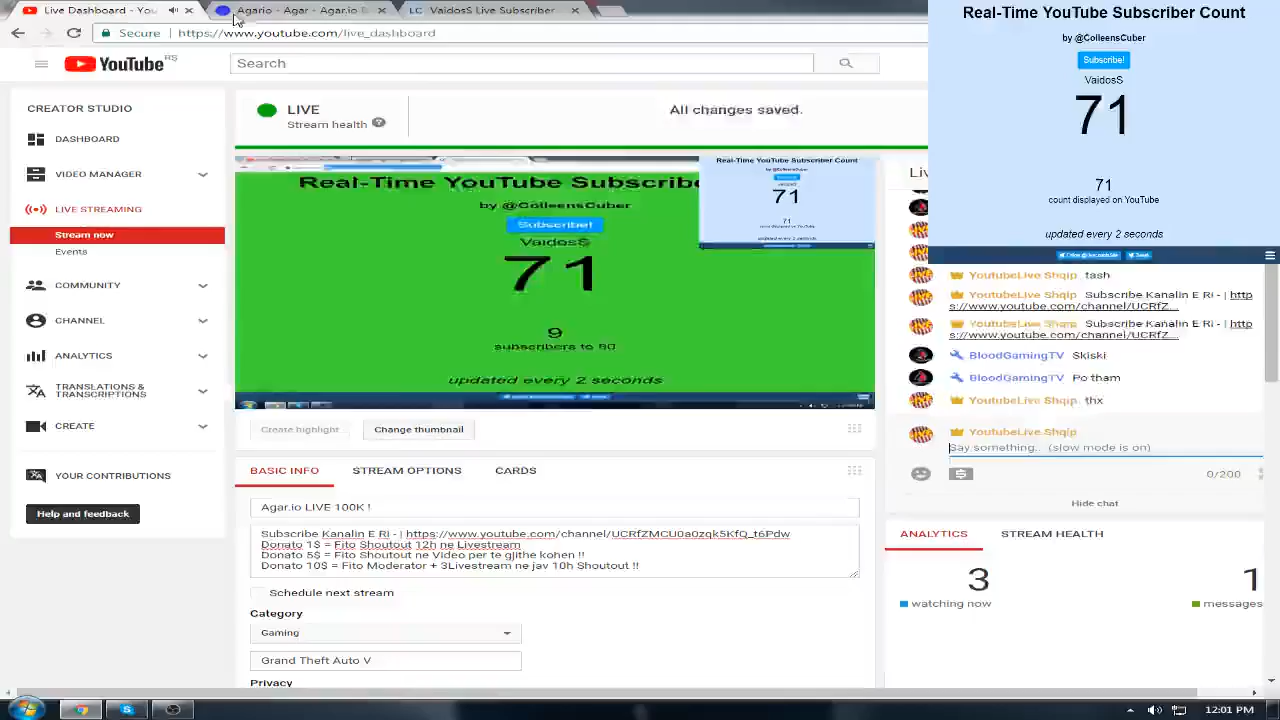 Live Dashboard - You
Agario - Agar - Agar.io
VaidosS Live Subscriber
Secure
https://www.youtube.com/live_dashboard
YouTube RS
Search
CREATOR STUDIO
DASHBOARD
VIDEO MANAGER
LIVE STREAMING
Stream now
Events
COMMUNITY
CHANNEL
ANALYTICS
TRANSLATIONS &
TRANSCRIPTIONS
CREATE
YOUR CONTRIBUTIONS
Help and feedback
LIVE
Stream health
All changes saved.
Real-Time YouTube Subscribe
by @ColleensCuber
Subscribe!
VaidosS
71
9
subscribers to 80
updated every 2 seconds
Real-Time YouTube Subscriber Count
71
71
Create highlight
Change thumbnail
BASIC INFO
STREAM OPTIONS
CARDS
Agar.io LIVE 100K !
Subscribe Kanalin E Ri - | https://www.youtube.com/channel/UCRfZMCU0a0zqk5KfQ_t6Pdw
Donato 1$ = Fito Shoutout 12h ne Livestream
Donato 5$ = Fito Shoutout ne Video per te gjithe kohen !!
Donato 10$ = Fito Moderator + 3Livestream ne jav 10h Shoutout !!
Schedule next stream
Category
Gaming
Grand Theft Auto V
Privacy
Real-Time YouTube Subscriber Count
by @ColleensCuber
Subscribe!
VaidosS
71
71
count displayed on YouTube
updated every 2 seconds
YoutubeLive Shqip tash
YoutubeLive Shqip Subscribe Kanalin E Ri - | http
s://www.youtube.com/channel/UCRfZ...
YoutubeLive Shqip Subscribe Kanalin E Ri - | http
s://www.youtube.com/channel/UCRfZ...
BloodGamingTV Skiski
BloodGamingTV Po tham
YoutubeLive Shqip thx
YoutubeLive Shqip
Say something... (slow mode is on)
0/200
Hide chat
ANALYTICS
STREAM HEALTH
3
watching now
1
messages
12:01 PM